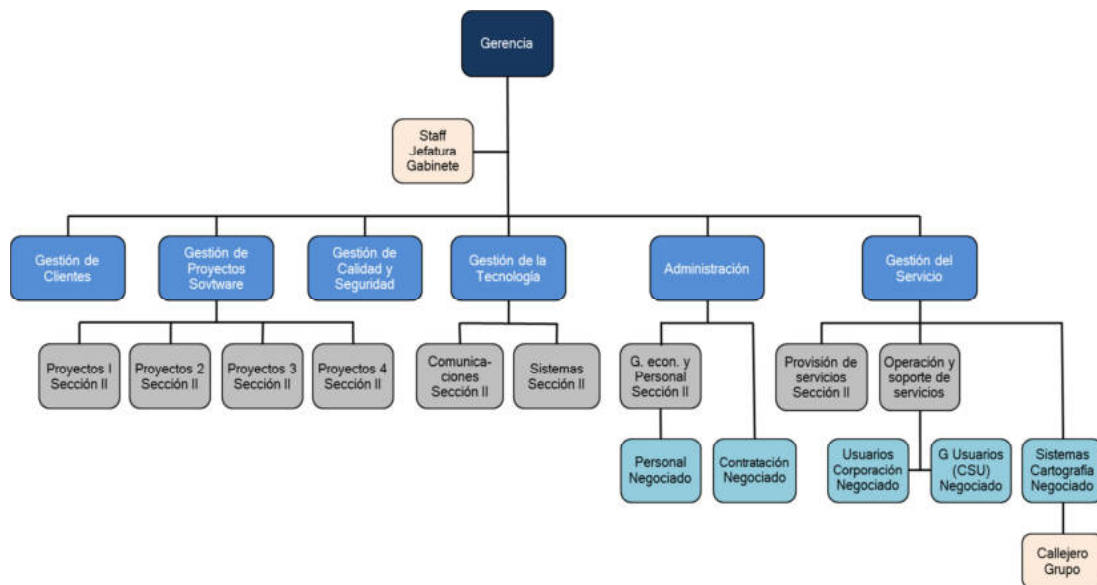 Gerencia
Staff
Jefatura
Gabinete
Gestión de
Clientes
Gestión de
Proyectos
Sovtware
Gestión de
Calidad y
Seguridad
Gestión de la
Tecnología
Administración
Gestión del
Servicio
Proyectos I
Sección II
Proyectos 2
Sección II
Proyectos 3
Sección II
Proyectos 4
Sección II
Comunica-
ciones
Sección II
Sistemas
Sección II
G. econ. y
Personal
Sección II
Provisión de
servicios
Sección II
Operación y
soporte de
servicios
Personal
Negociado
Contratación
Negociado
Usuarios
Corporación
Negociado
G Usuarios
(CSU)
Negociado
Sistemas
Cartografía
Negociado
Callejero
Grupo